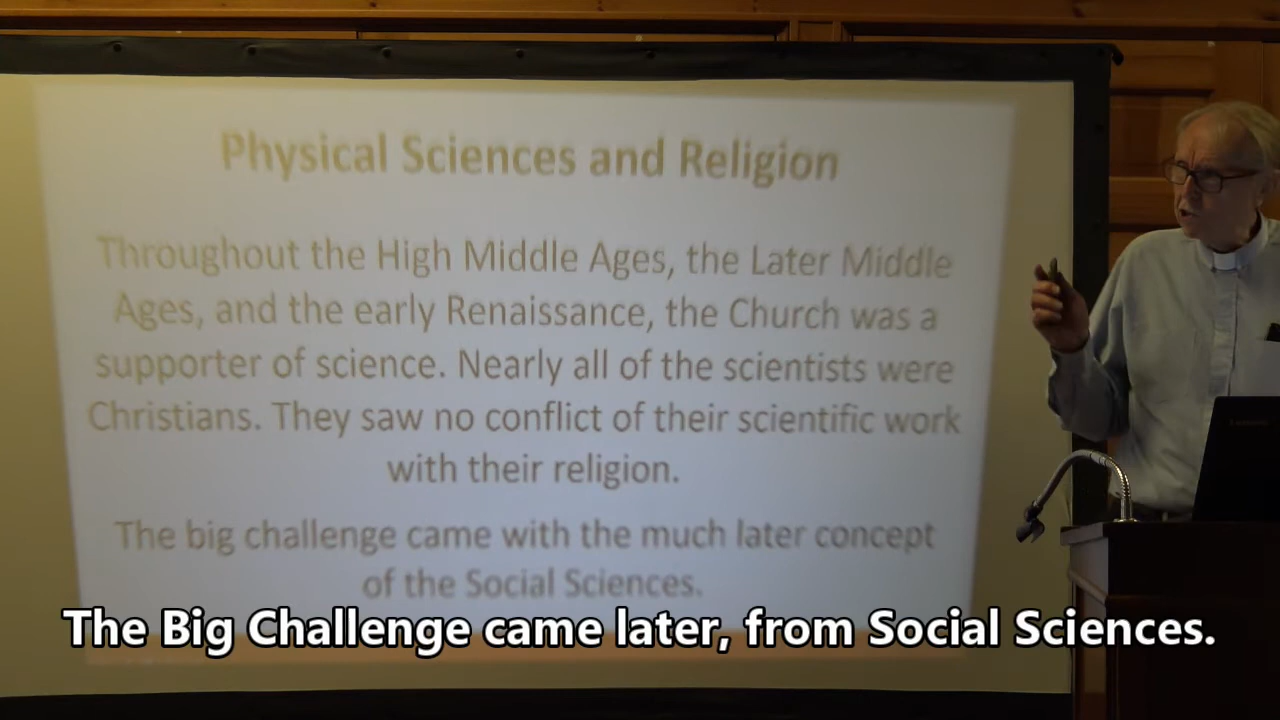 Physical Sciences and Religion
Throughout the High Middle Ages, the Later Middle
Ages, and the early Renaissance, the Church was a
supporter of science. Nearly all of the scientists were
Christians. They saw no conflict of their scientific work
with their religion.
The big challenge came with the much later concept
of the Social Sciences.
The Big Challenge came later, from Social Sciences.